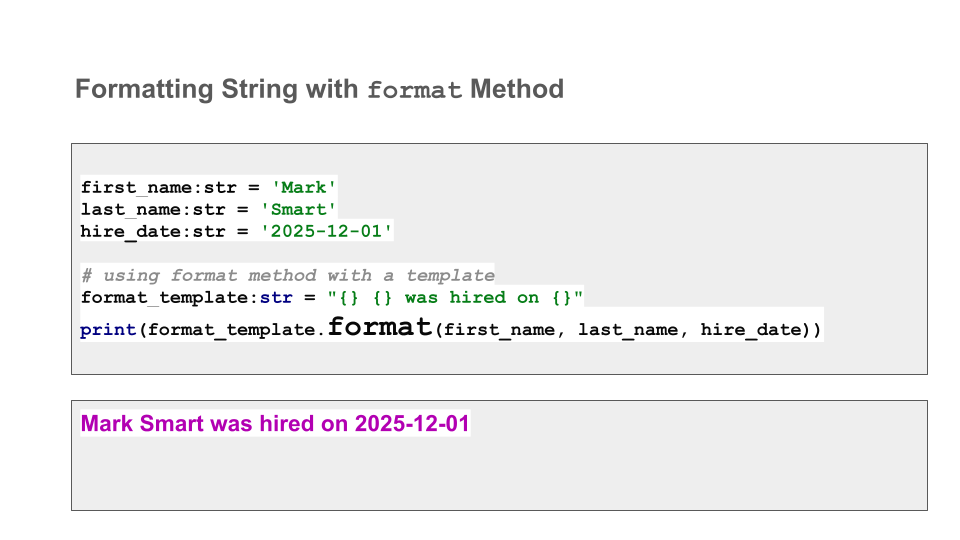 Formatting String with format Method
first_name:str = 'Mark'
last_name:str = 'Smart'
hire_date:str = '2025-12-01'
# using format method with a template
format_template:str = "{} {} was hired on {}"
print(format_template.format(first_name, last_name, hire_date))
Mark Smart was hired on 2025-12-01